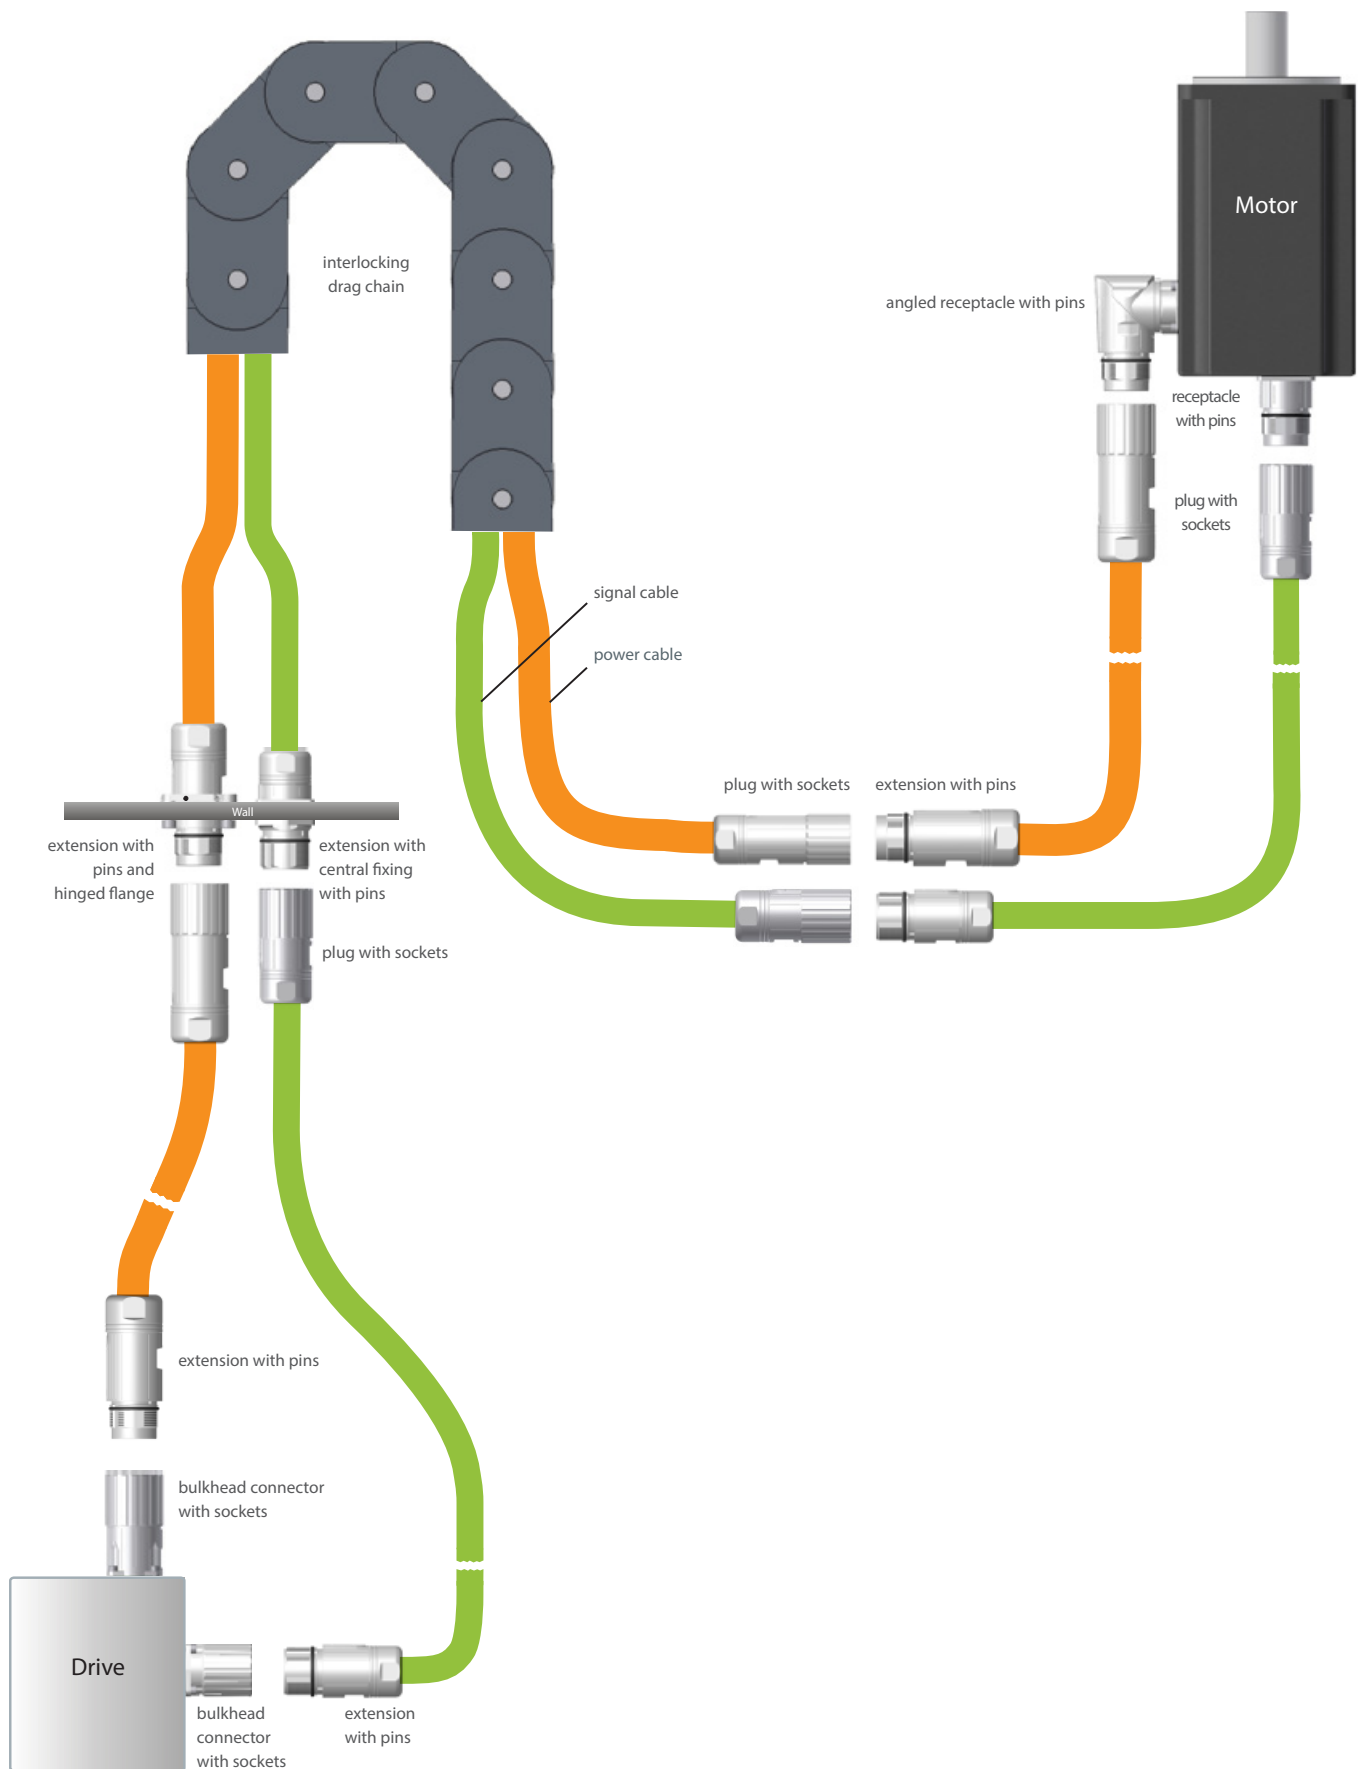 Motor
interlocking
drag chain
angled receptacle with pins
receptacle
with pins
plug with
sockets
signal cable
power cable
plug with sockets
extension with pins
Wall
extension with
pins and
hinged flange
extension with
central fixing
with pins
plug with sockets
extension with pins
bulkhead connector
with sockets
Drive
bulkhead
connector
with sockets
extension
with pins